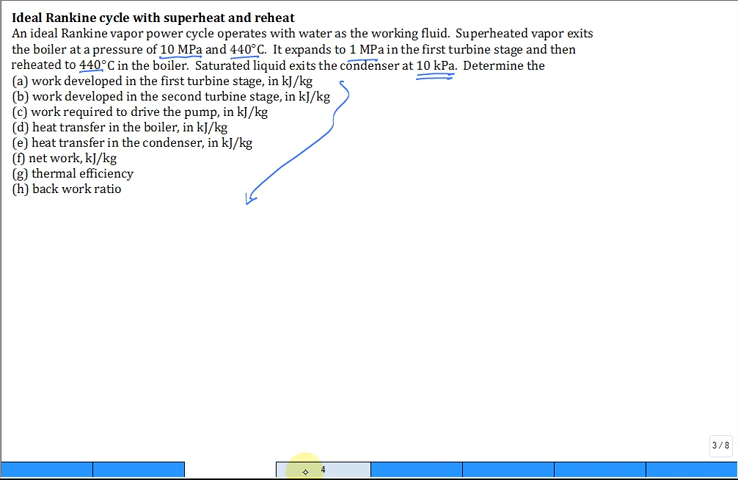 Ideal Rankine cycle with superheat and reheat
An ideal Rankine vapor power cycle operates with water as the working fluid.  Superheated vapor exits
the boiler at a pressure of 10 MPa and 440°C.  It expands to 1 MPa in the first turbine stage and then
reheated to 440°C in the boiler.  Saturated liquid exits the condenser at 10 kPa.  Determine the
(a) work developed in the first turbine stage, in kJ/kg
(b) work developed in the second turbine stage, in kJ/kg
(c) work required to drive the pump, in kJ/kg
(d) heat transfer in the boiler, in kJ/kg
(e) heat transfer in the condenser, in kJ/kg
(f) net work, kJ/kg
(g) thermal efficiency
(h) back work ratio
3 / 8
4